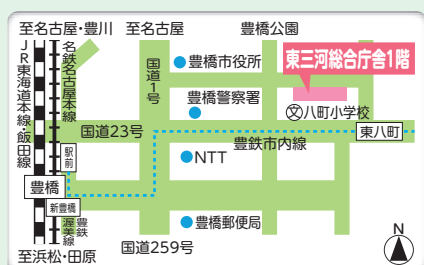 至名古屋・豊川
至名古屋
豊橋公園
JR東海道本線・飯田線
名鉄名古屋本線
国道1号
豊橋市役所
東三河総合庁舎1階
豊橋警察署
文八町小学校
国道23号
豊鉄市内線
東八町
駅前
NTT
豊橋
新豊橋
豊鉄渥美線
豊橋郵便局
至浜松・田原
国道259号
N